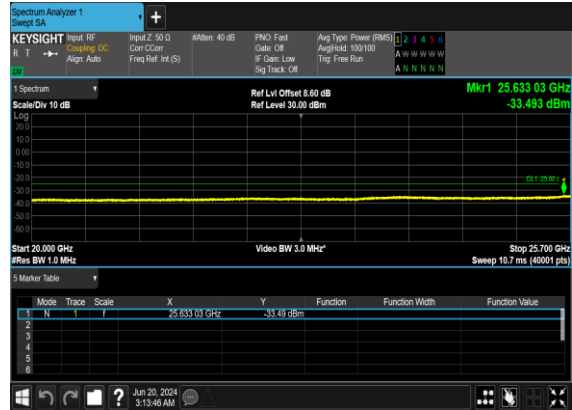 Spectrum Analyzer 1
Swept SA
+
KEYSIGHT Input: RF Input Z: 50 Ω #Atten: 40 dB PNO: Fast Avg Type: Power (RMS) 1 2 3 4 5 6
R T Coupling: DC Corr CCorr Gate: Off Avg|Hold: 100/100 A W W W W W
Align: Auto Freq Ref: Int (S) IF Gain: Low Trig: Free Run
Sig Track: Off A N N N N N
1 Spectrum Ref Lvl Offset 8.60 dB Mkr1 25.633 03 GHz
Scale/Div 10 dB Ref Level 30.00 dBm -33.493 dBm
Log
20.0
10.0
0.00
-10.0
-20.0
DL1 -25.00
-30.0
-40.0
-50.0
-60.0
Start 20.000 GHz Video BW 3.0 MHz* Stop 25.700 GHz
#Res BW 1.0 MHz Sweep 10.7 ms (40001 pts)
5 Marker Table
Mode Trace Scale X Y Function Function Width Function Value
1 N 1 f 25.633 03 GHz -33.49 dBm
2
3
4
5
6
? Jun 20, 2024
3:13:46 AM